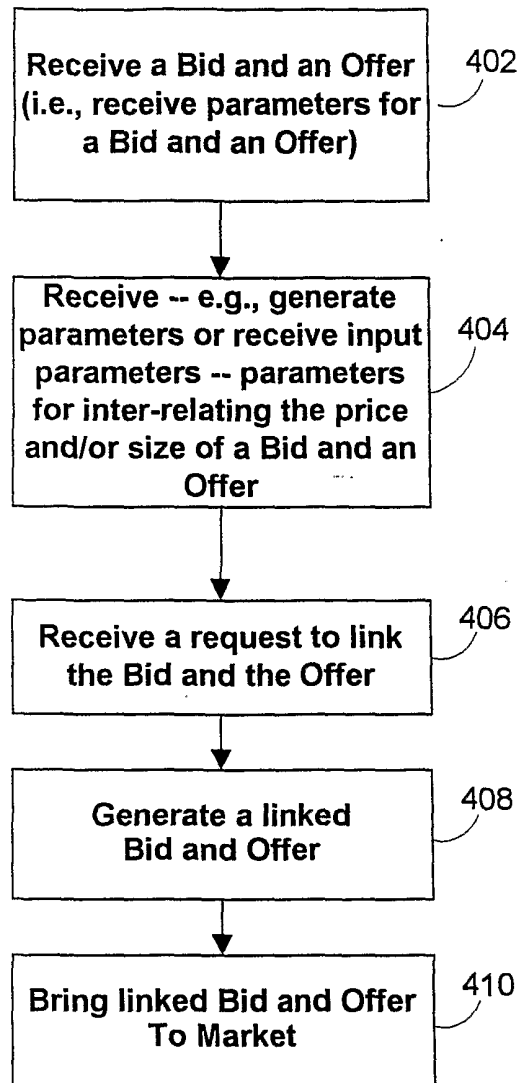 Receive a Bid and an Offer
(i.e., receive parameters for
a Bid and an Offer)
402
Receive -- e.g., generate
parameters or receive input
parameters -- parameters
for inter-relating the price
and/or size of a Bid and an
Offer
404
Receive a request to link
the Bid and the Offer
406
Generate a linked
Bid and Offer
408
Bring linked Bid and Offer
To Market
410